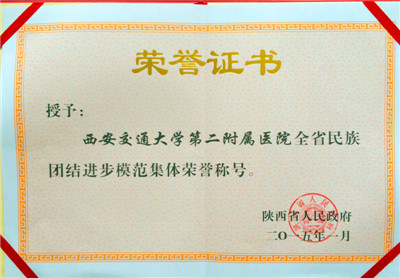 荣誉证书
授予：
西安交通大学第二附属医院全省民族
团结进步模范集体荣誉称号。
陕西省人民政府
二〇一五年一月